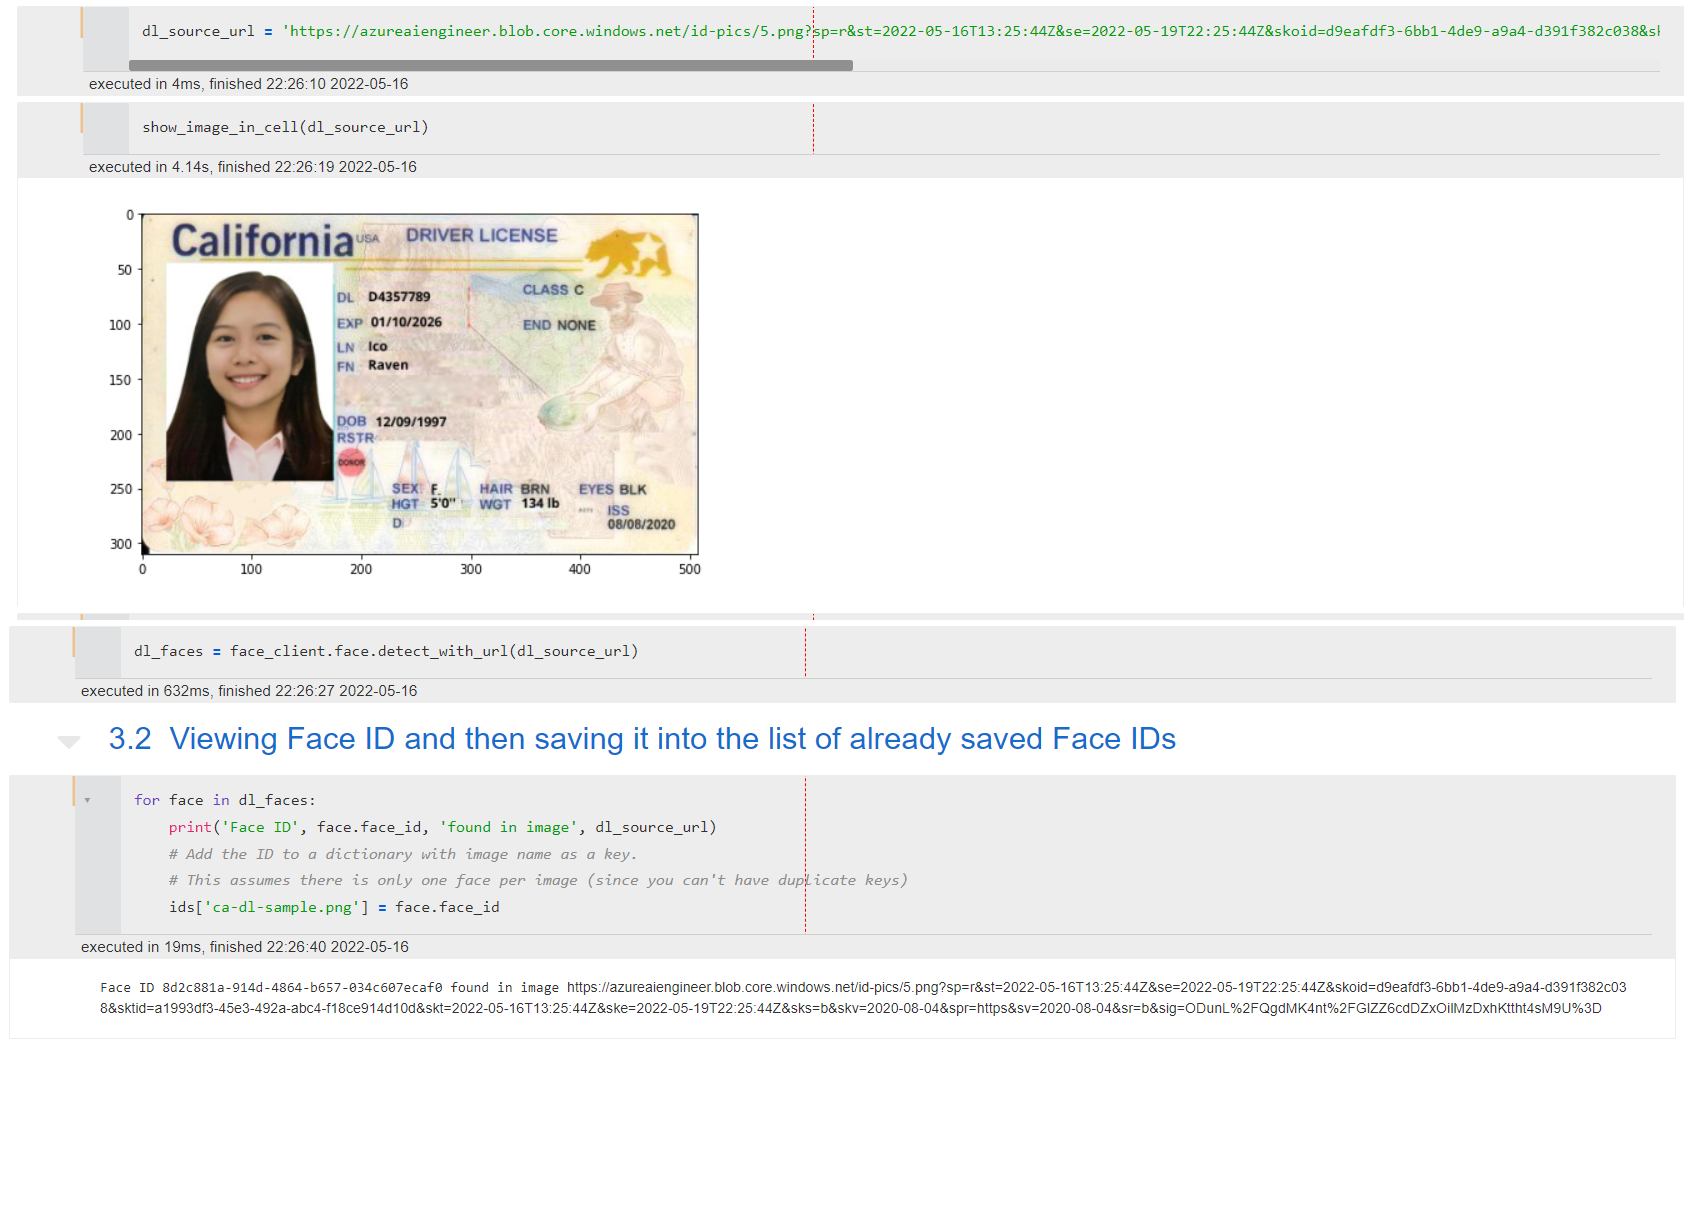 dl_source_url = 'https://azureaiengineer.blob.core.windows.net/id-pics/5.png?sp=r&st=2022-05-16T13:25:44Z&se=2022-05-19T22:25:44Z&skoid=d9eafdf3-6bb1-4de9-a9a4-d391f382c038&sk
executed in 4ms, finished 22:26:10 2022-05-16
show_image_in_cell(dl_source_url)
executed in 4.14s, finished 22:26:19 2022-05-16
0
50
100
150
200
250
300
California USA DRIVER LICENSE
DL D4357789 CLASS C
EXP 01/10/2026 END NONE
LN Ico
FN Raven
DOB 12/09/1997
RSTR
DONOR
SEX F HAIR BRN EYES BLK
HGT 5'0" WGT 134 lb ISS
D 08/08/2020
0 100 200 300 400 500
dl_faces = face_client.face.detect_with_url(dl_source_url)
executed in 632ms, finished 22:26:27 2022-05-16
3.2 Viewing Face ID and then saving it into the list of already saved Face IDs
for face in dl_faces:
print('Face ID', face.face_id, 'found in image', dl_source_url)
# Add the ID to a dictionary with image name as a key.
# This assumes there is only one face per image (since you can't have duplicate keys)
ids['ca-dl-sample.png'] = face.face_id
executed in 19ms, finished 22:26:40 2022-05-16
Face ID 8d2c881a-914d-4864-b657-034c607ecaf0 found in image https://azureaiengineer.blob.core.windows.net/id-pics/5.png?sp=r&st=2022-05-16T13:25:44Z&se=2022-05-19T22:25:44Z&skoid=d9eafdf3-6bb1-4de9-a9a4-d391f382c03
8&sktid=a1993df3-45e3-492a-abc4-f18ce914d10d&skt=2022-05-16T13:25:44Z&ske=2022-05-19T22:25:44Z&sks=b&skv=2020-08-04&spr=https&sv=2020-08-04&sr=b&sig=ODunL%2FQgdMK4nt%2FGIZZ6cdDZxOilMzDxhKttht4sM9U%3D